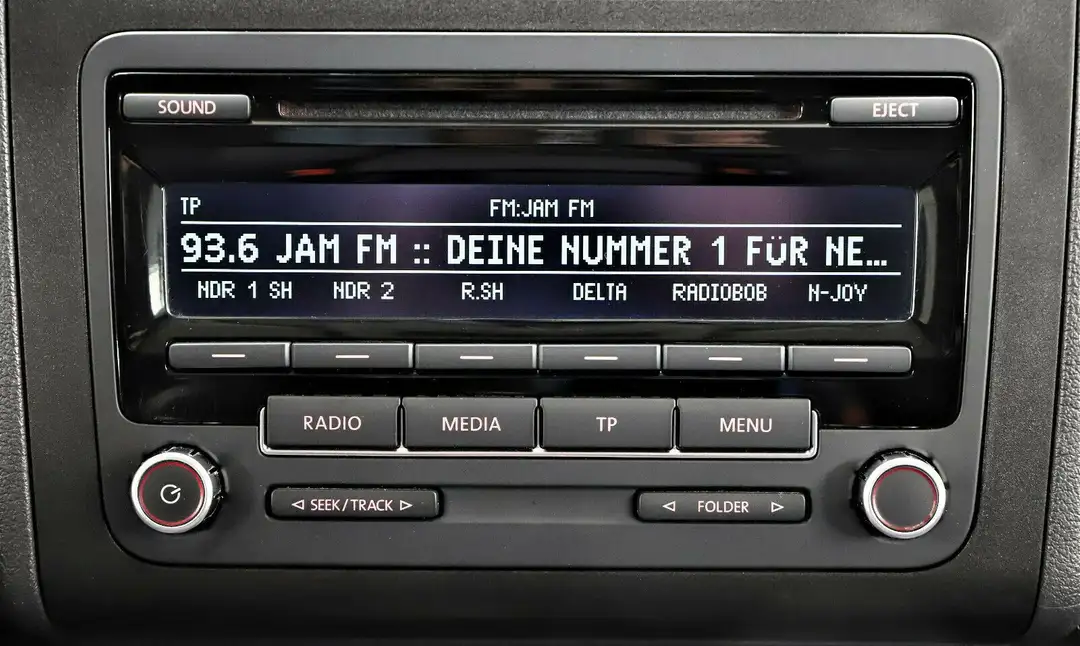 SOUND EJECT
TP FM:JAM FM
93.6 JAM FM :: DEINE NUMMER 1 FÜR NE...
NDR 1 SH NDR 2 R.SH DELTA RADIOBOB N-JOY
RADIO MEDIA TP MENU
◁ SEEK/TRACK ▷ ◁ FOLDER ▷